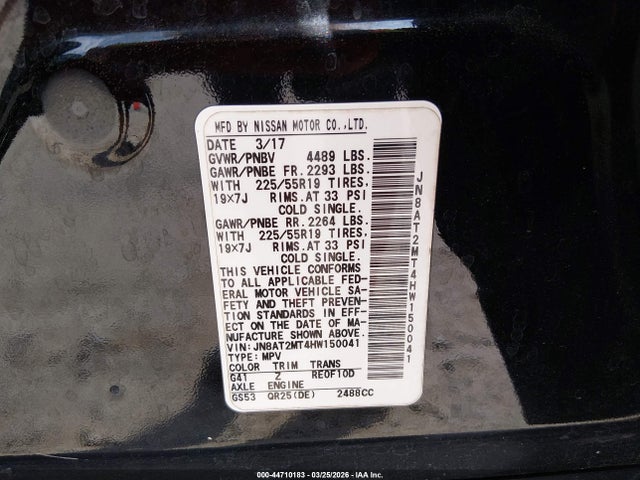 MFD BY NISSAN MOTOR CO.,LTD.
DATE 3/17
GVWR/PNBV 4489 LBS.
GAWR/PNBE FR. 2293 LBS.
WITH 225/55R19 TIRES,
19×7J RIMS.AT 33 PSI
COLD SINGLE.
GAWR/PNBE RR. 2264 LBS.
WITH 225/55R19 TIRES,
19×7J RIMS.AT 33 PSI
COLD SINGLE.
THIS VEHICLE CONFORMS
TO ALL APPLICABLE FED-
ERAL MOTOR VEHICLE SA-
FETY AND THEFT PREVEN-
TION STANDARDS IN EFF-
ECT ON THE DATE OF MA-
NUFACTURE SHOWN ABOVE.
VIN: JN8AT2MT4HW150041
TYPE: MPV
COLOR TRIM TRANS
G41 Z REOF10D
AXLE ENGINE
GS53 QR25(DE) 2488CC
JN8AT2MT4HW150041
000-44710183 - 03/25/2026 - IAA Inc.